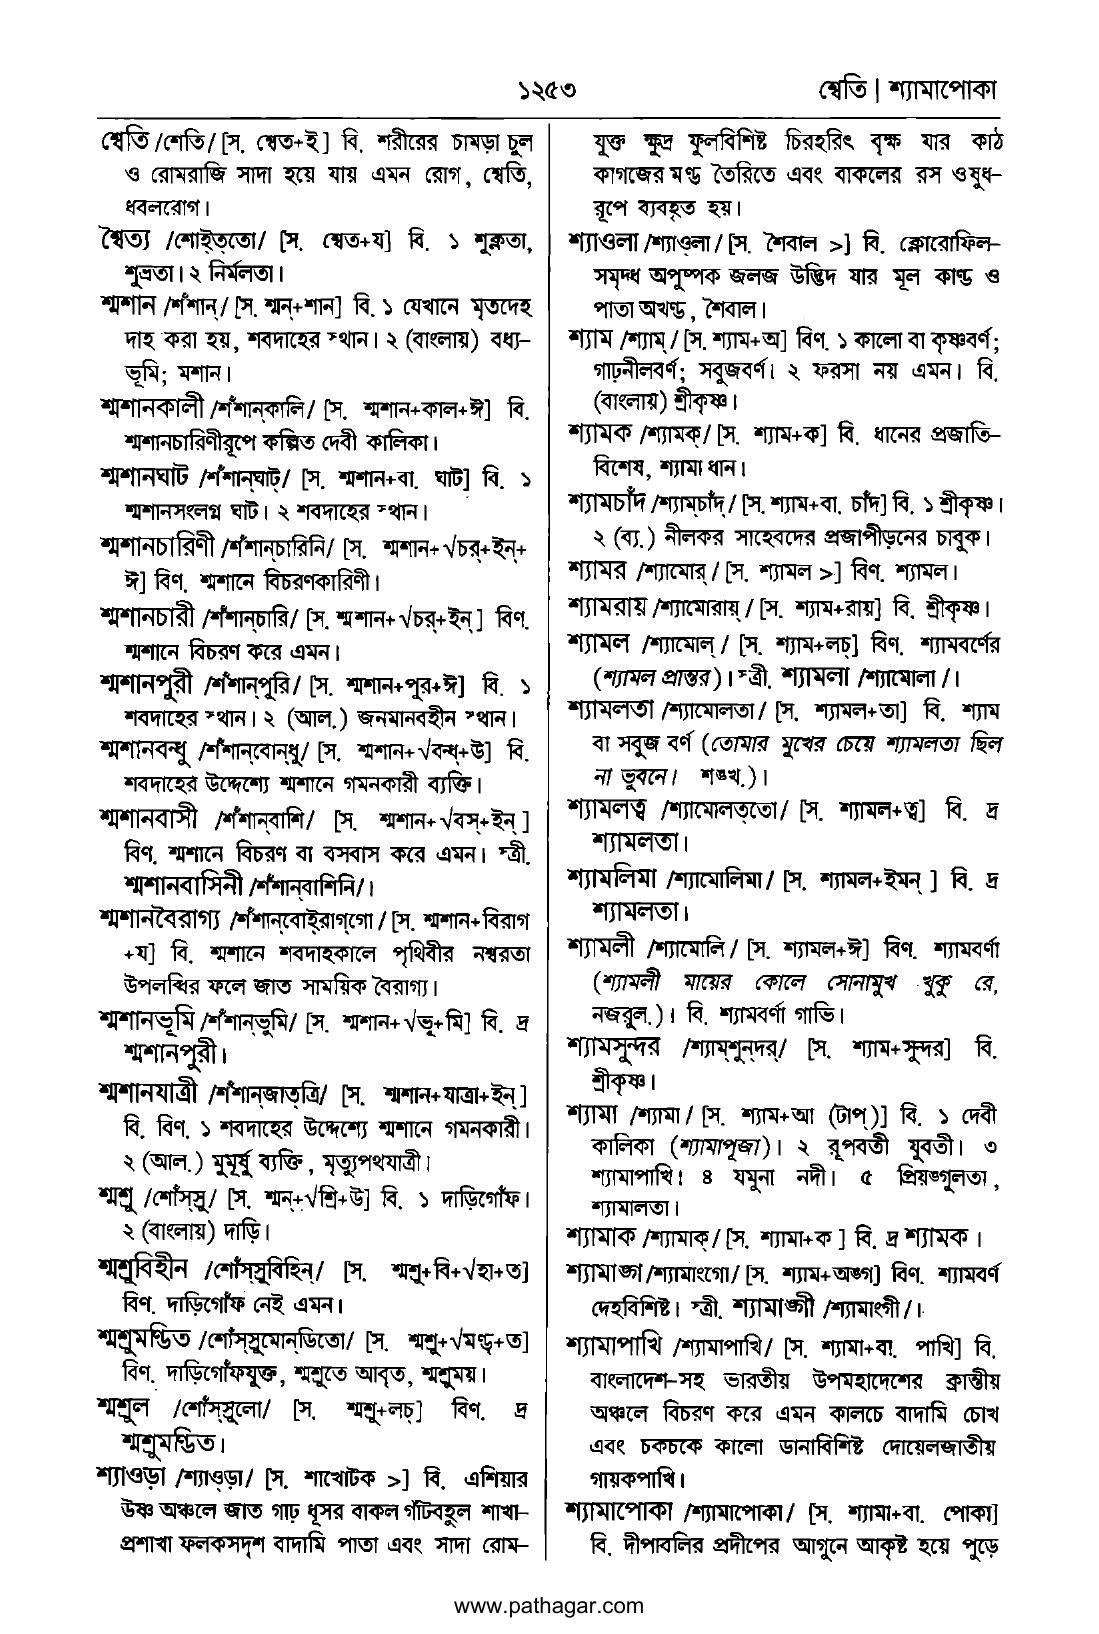 ১২৫৩
শ্বেতি | শ্যামাপোকা
শ্বেতি /শেতি/ [স. শ্বেত+ই] বি. শরীরের চামড়া চুল
ও রোমরাজি সাদা হয়ে যায় এমন রোগ, শ্বেতি,
ধবলরোগ।
শ্বৈত্য /শোইত্‌তো/ [স. শ্বেত+য] বি. ১ শুক্লতা,
শুভ্রতা। ২ নির্মলতা।
শ্মশান /শঁশান্/ [স. শ্মন্+শান] বি. ১ যেখানে মৃতদেহ
দাহ করা হয়, শবদাহের স্থান। ২ (বাংলায়) বধ্য-
ভূমি; মশান।
শ্মশানকালী /শঁশান্‌কালি/ [স. শ্মশান+কাল+ঈ] বি.
শ্মশানচারিণীরূপে কল্পিত দেবী কালিকা।
শ্মশানঘাট /শঁশান্‌ঘাট্/ [স. শ্মশান+বা. ঘাট] বি. ১
শ্মশানসংলগ্ন ঘাট। ২ শবদাহের স্থান।
শ্মশানচারিণী /শঁশান্‌চারিনি/ [স. শ্মশান+√চর্+ইন্+
ঈ] বিণ. শ্মশানে বিচরণকারিণী।
শ্মশানচারী /শঁশান্‌চারি/ [স. শ্মশান+√চর্+ইন্] বিণ.
শ্মশানে বিচরণ করে এমন।
শ্মশানপুরী /শঁশান্‌পুরি/ [স. শ্মশান+পুর+ঈ] বি. ১
শবদাহের স্থান। ২ (আল.) জনমানবহীন স্থান।
শ্মশানবন্ধু /শঁশান্‌বোন্‌ধু/ [স. শ্মশান+√বন্ধ্+উ] বি.
শবদাহের উদ্দেশ্যে শ্মশানে গমনকারী ব্যক্তি।
শ্মশানবাসী /শঁশান্‌বাশি/ [স. শ্মশান+√বস্+ইন্]
বিণ. শ্মশানে বিচরণ বা বসবাস করে এমন। স্ত্রী.
শ্মশানবাসিনী /শঁশান্‌বাশিনি/।
শ্মশানবৈরাগ্য /শঁশান্‌বোইরাগ্‌গো/ [স. শ্মশান+বিরাগ
+য] বি. শ্মশানে শবদাহকালে পৃথিবীর নশ্বরতা
উপলব্ধির ফলে জাত সাময়িক বৈরাগ্য।
শ্মশানভূমি /শঁশান্‌ভুমি/ [স. শ্মশান+√ভূ+মি] বি. দ্র
শ্মশানপুরী।
শ্মশানযাত্রী /শঁশান্‌জাত্‌ত্রি/ [স. শ্মশান+যাত্রা+ইন্]
বি. বিণ. ১ শবদাহের উদ্দেশ্যে শ্মশানে গমনকারী।
২ (আল.) মুমূর্ষু ব্যক্তি, মৃত্যুপথযাত্রী।
শ্মশ্রু /শোঁস্‌স্রু/ [স. শ্মন্+√শ্রি+উ] বি. ১ দাড়িগোঁফ।
২ (বাংলায়) দাড়ি।
শ্মশ্রুবিহীন /শোঁস্‌স্রুবিহিন্/ [স. শ্মশ্রু+বি+√হা+ত]
বিণ. দাড়িগোঁফ নেই এমন।
শ্মশ্রুমণ্ডিত /শোঁস্‌স্রুমোন্‌ডিতো/ [স. শ্মশ্রু+√মণ্ড্+ত]
বিণ. দাড়িগোঁফযুক্ত, শ্মশ্রুতে আবৃত, শ্মশ্রুময়।
শ্মশ্রুল /শোঁস্‌স্রুলো/ [স. শ্মশ্রু+লচ্] বিণ. দ্র
শ্মশ্রুমণ্ডিত।
শ্যাওড়া /শ্যাওড়া/ [স. শাখোটক >] বি. এশিয়ার
উষ্ণ অঞ্চলে জাত গাঢ় ধূসর বাকল গাঁটবহুল শাখা-
প্রশাখা ফলকসদৃশ বাদামি পাতা এবং সাদা রোম-
যুক্ত ক্ষুদ্র ফুলবিশিষ্ট চিরহরিৎ বৃক্ষ যার কাঠ
কাগজের মণ্ড তৈরিতে এবং বাকলের রস ওষুধ-
রূপে ব্যবহৃত হয়।
শ্যাওলা /শ্যাওলা/ [স. শৈবাল >] বি. ক্লোরোফিল-
সমৃদ্ধ অপুষ্পক জলজ উদ্ভিদ যার মূল কাণ্ড ও
পাতা অখণ্ড, শৈবাল।
শ্যাম /শ্যাম্/ [স. শ্যাম+অ] বিণ. ১ কালো বা কৃষ্ণবর্ণ;
গাঢ়নীলবর্ণ; সবুজবর্ণ। ২ ফরসা নয় এমন। বি.
(বাংলায়) শ্রীকৃষ্ণ।
শ্যামক /শ্যামক্/ [স. শ্যাম+ক] বি. ধানের প্রজাতি-
বিশেষ, শ্যামা ধান।
শ্যামচাঁদ /শ্যাম্‌চাঁদ্/ [স. শ্যাম+বা. চাঁদ] বি. ১ শ্রীকৃষ্ণ।
২ (ব্য.) নীলকর সাহেবদের প্রজাপীড়নের চাবুক।
শ্যামর /শ্যামোর্/ [স. শ্যামল >] বিণ. শ্যামল।
শ্যামরায় /শ্যামোরায়্/ [স. শ্যাম+রায়] বি. শ্রীকৃষ্ণ।
শ্যামল /শ্যামোল্/ [স. শ্যাম+লচ্] বিণ. শ্যামবর্ণের
(শ্যামল প্রান্তর)। স্ত্রী. শ্যামলা /শ্যামোলা/।
শ্যামলতা /শ্যামোলতা/ [স. শ্যামল+তা] বি. শ্যাম
বা সবুজ বর্ণ (তোমার মুখের চেয়ে শ্যামলতা ছিল
না ভুবনে। শঙ্খ.)।
শ্যামলত্ব /শ্যামোলত্‌তো/ [স. শ্যামল+ত্ব] বি. দ্র
শ্যামলতা।
শ্যামলিমা /শ্যামোলিমা/ [স. শ্যামল+ইমন্] বি. দ্র
শ্যামলতা।
শ্যামলী /শ্যামোলি/ [স. শ্যামল+ঈ] বিণ. শ্যামবর্ণা
(শ্যামলী মায়ের কোলে সোনামুখ খুকু রে,
নজরুল.)। বি. শ্যামবর্ণা গাভি।
শ্যামসুন্দর /শ্যাম্‌শুন্‌দর্/ [স. শ্যাম+সুন্দর] বি.
শ্রীকৃষ্ণ।
শ্যামা /শ্যামা/ [স. শ্যাম+আ (টাপ্)] বি. ১ দেবী
কালিকা (শ্যামাপূজা)। ২ রূপবতী যুবতী। ৩
শ্যামাপাখি। ৪ যমুনা নদী। ৫ প্রিয়ঙ্গুলতা,
শ্যামালতা।
শ্যামাক /শ্যামাক্/ [স. শ্যামা+ক] বি. দ্র শ্যামক।
শ্যামাঙ্গ /শ্যামাংগো/ [স. শ্যাম+অঙ্গ] বিণ. শ্যামবর্ণ
দেহবিশিষ্ট। স্ত্রী. শ্যামাঙ্গী /শ্যামাংগী/।
শ্যামাপাখি /শ্যামাপাখি/ [স. শ্যামা+বা. পাখি] বি.
বাংলাদেশ-সহ ভারতীয় উপমহাদেশের ক্রান্তীয়
অঞ্চলে বিচরণ করে এমন কালচে বাদামি চোখ
এবং চকচকে কালো ডানাবিশিষ্ট দোয়েলজাতীয়
গায়কপাখি।
শ্যামাপোকা /শ্যামাপোকা/ [স. শ্যামা+বা. পোকা]
বি. দীপাবলির প্রদীপের আগুনে আকৃষ্ট হয়ে পুড়ে
www.pathagar.com